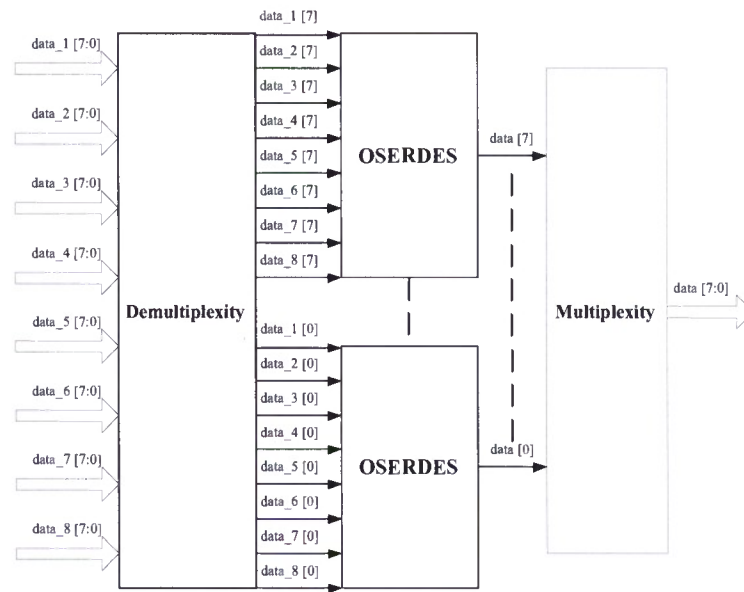 data_1 [7:0]
data_2 [7:0]
data_3 [7:0]
data_4 [7:0]
data_5 [7:0]
data_6 [7:0]
data_7 [7:0]
data_8 [7:0]
Demultiplexity
data_1 [7]
data_2 [7]
data_3 [7]
data_4 [7]
data_5 [7]
data_6 [7]
data_7 [7]
data_8 [7]
data_1 [0]
data_2 [0]
data_3 [0]
data_4 [0]
data_5 [0]
data_6 [0]
data_7 [0]
data_8 [0]
OSERDES
OSERDES
data [7]
data [0]
Multiplexity
data [7:0]